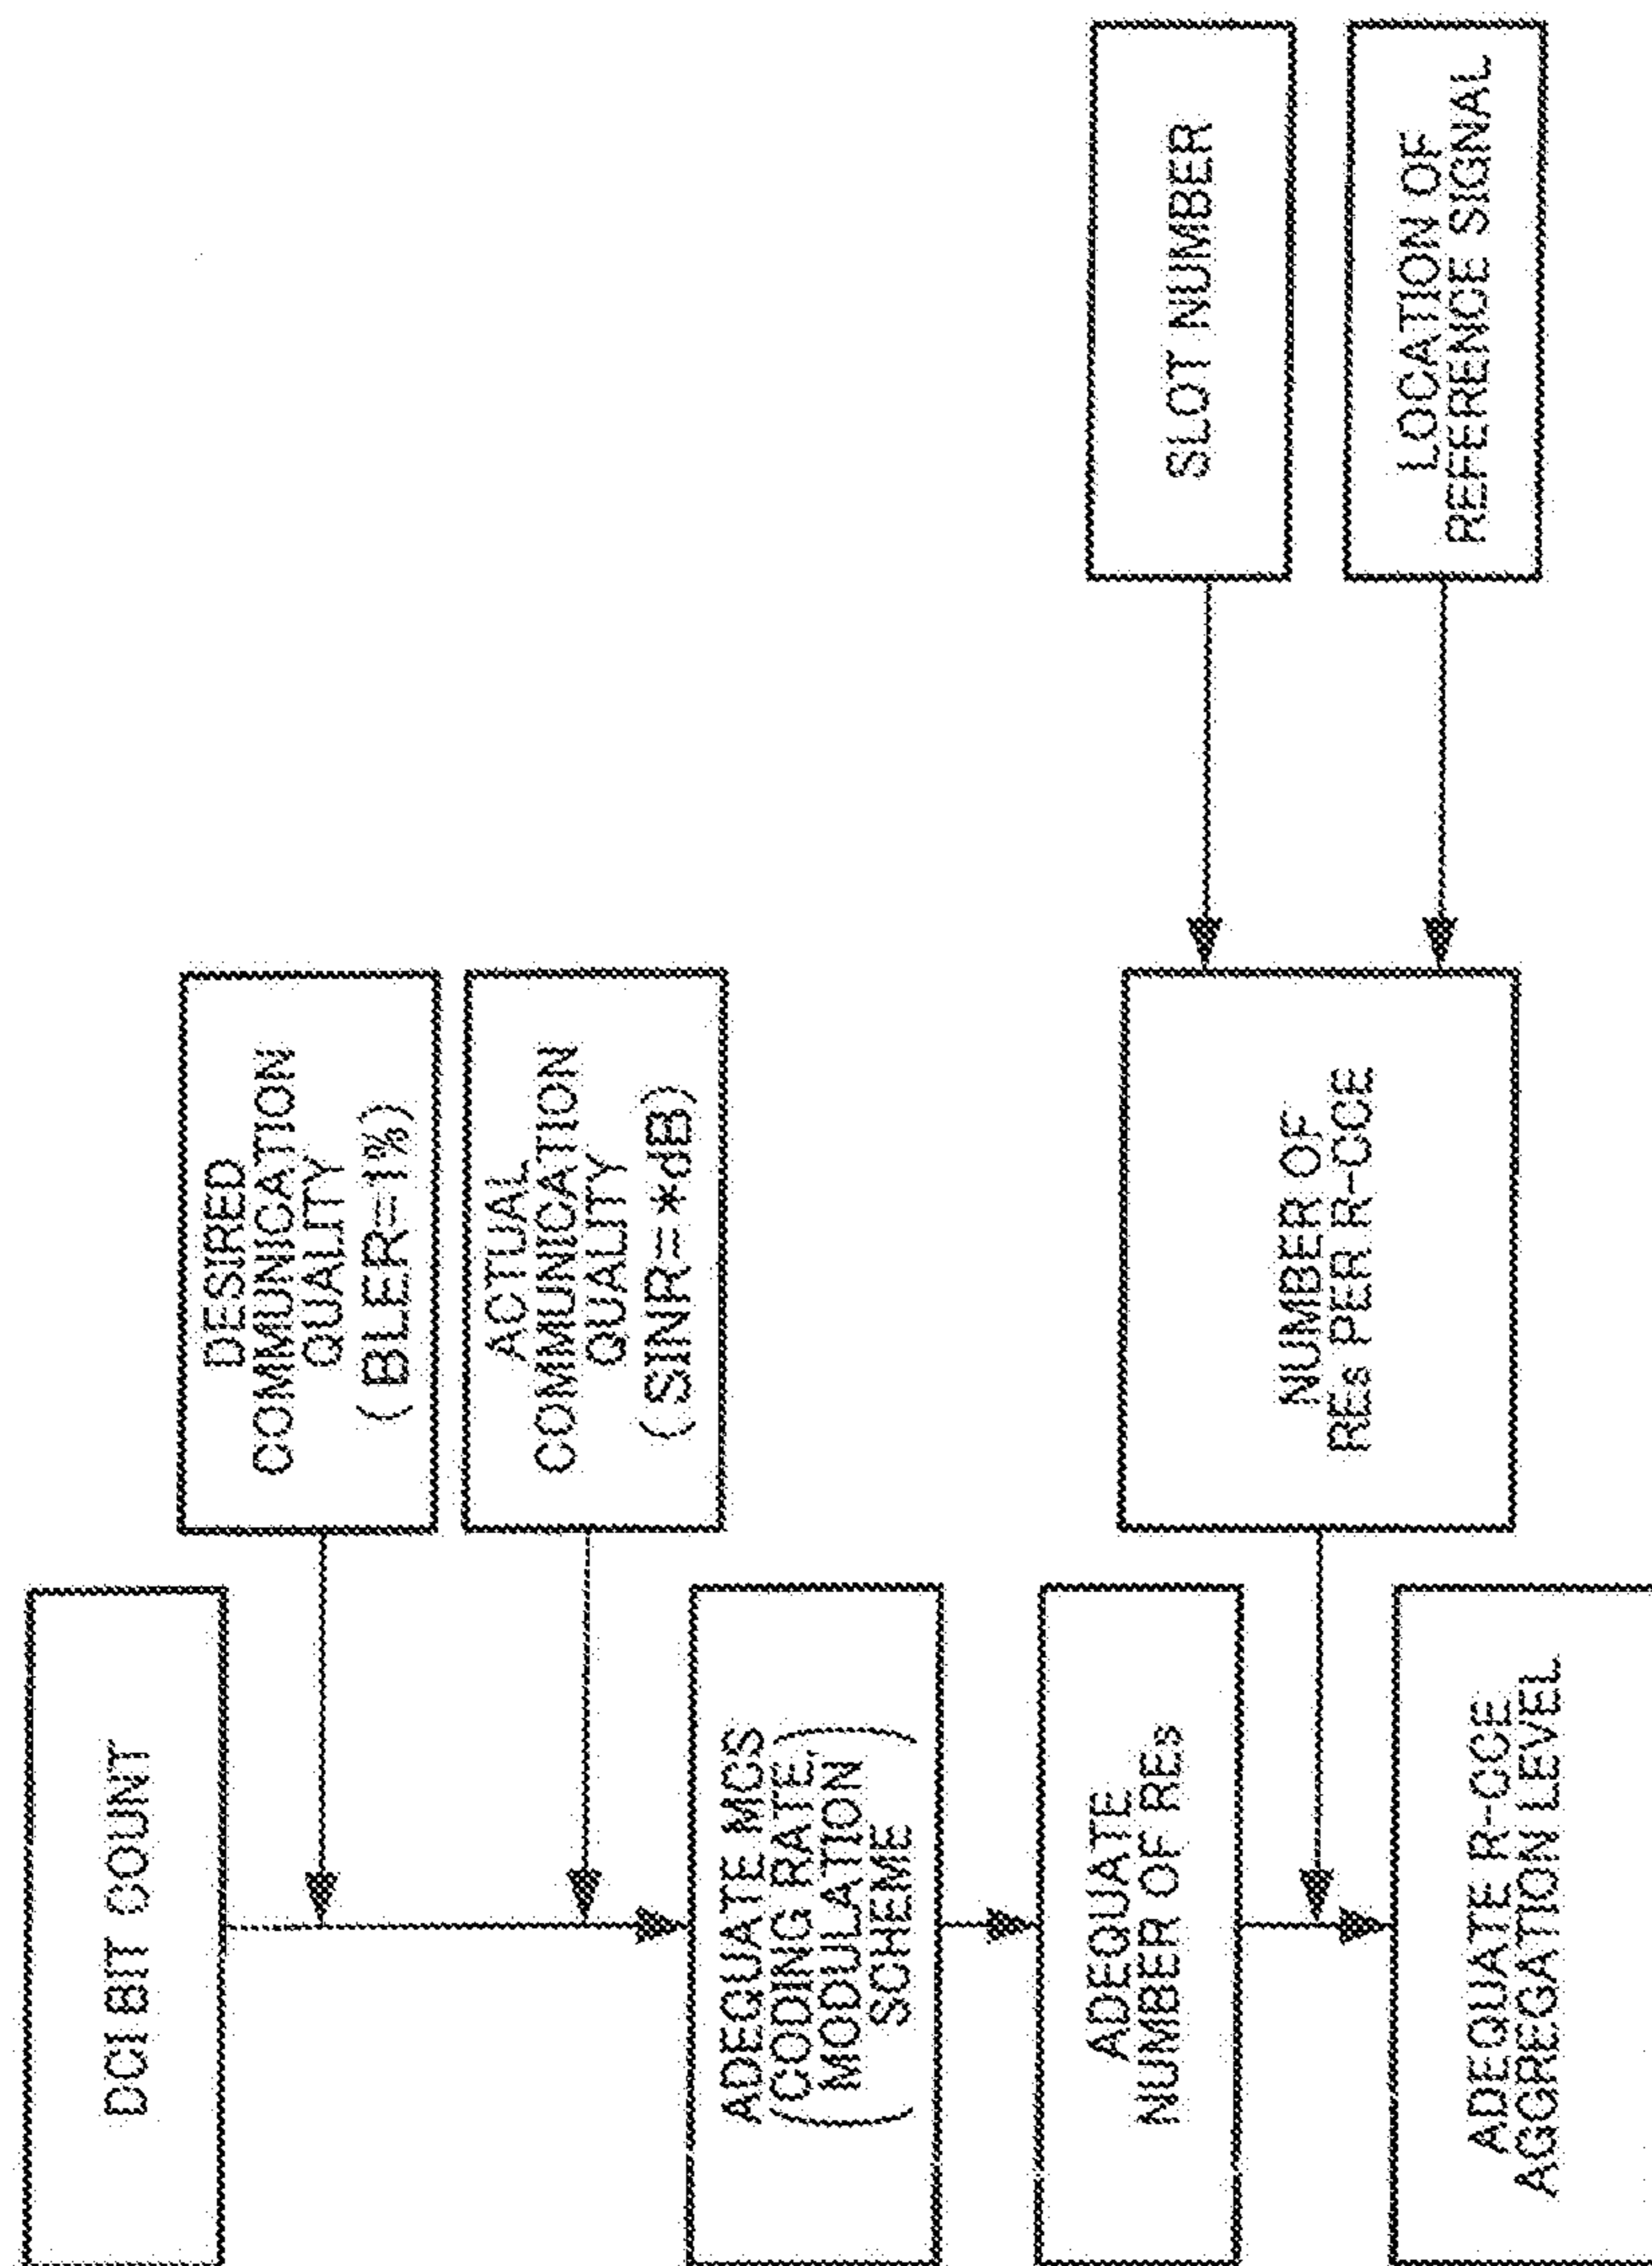 DCI BIT COUNT
DESIRED
COMMUNICATION
QUALITY
(BLER=1%)
ACTUAL
COMMUNICATION
QUALITY
(SINR=*dB)
ADEQUATE MCS
(CODING RATE,
MODULATION
SCHEME)
ADEQUATE
NUMBER OF REs
NUMBER OF
REs PER R-CCE
SLOT NUMBER
LOCATION OF
REFERENCE SIGNAL
ADEQUATE R-CCE
AGGREGATION LEVEL